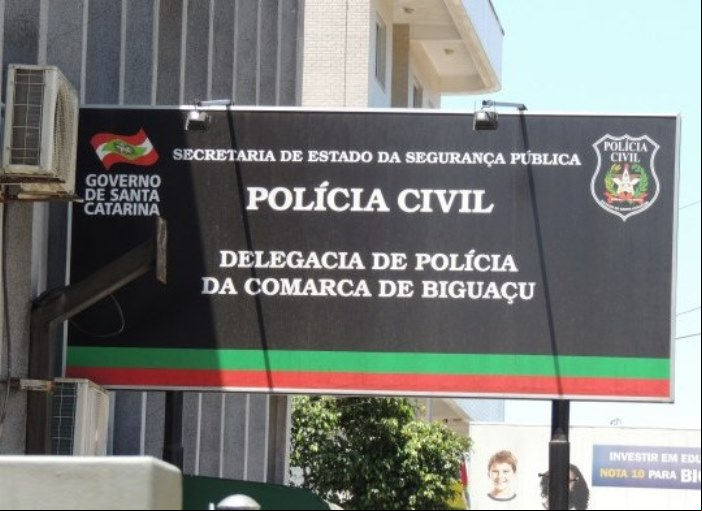 SECRETARIA DE ESTADO DA SEGURANÇA PÚBLICA
GOVERNO
DE SANTA
CATARINA
POLÍCIA CIVIL
POLÍCIA
CIVIL
DELEGACIA DE POLÍCIA
DA COMARCA DE BIGUAÇU
INVESTIR EM EDU
NOTA 10 PARA BI